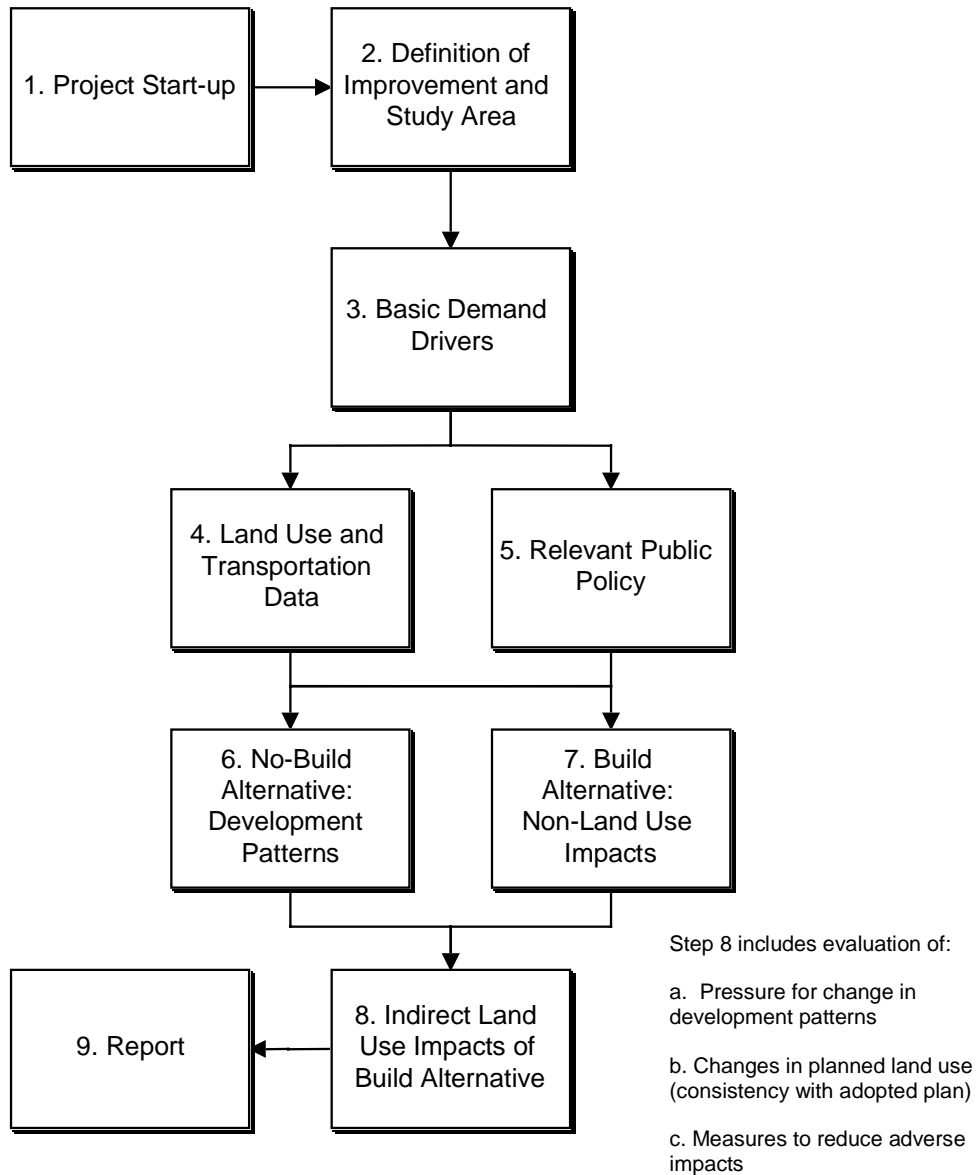 1. Project Start-up
2. Definition of
Improvement and
Study Area
3. Basic Demand
Drivers
4. Land Use and
Transportation
Data
5. Relevant Public
Policy
6. No-Build
Alternative:
Development
Patterns
7. Build
Alternative:
Non-Land Use
Impacts
8. Indirect Land
Use Impacts of
Build Alternative
9. Report
Step 8 includes evaluation of:
a. Pressure for change in
development patterns
b. Changes in planned land use
(consistency with adopted plan)
c. Measures to reduce adverse
impacts